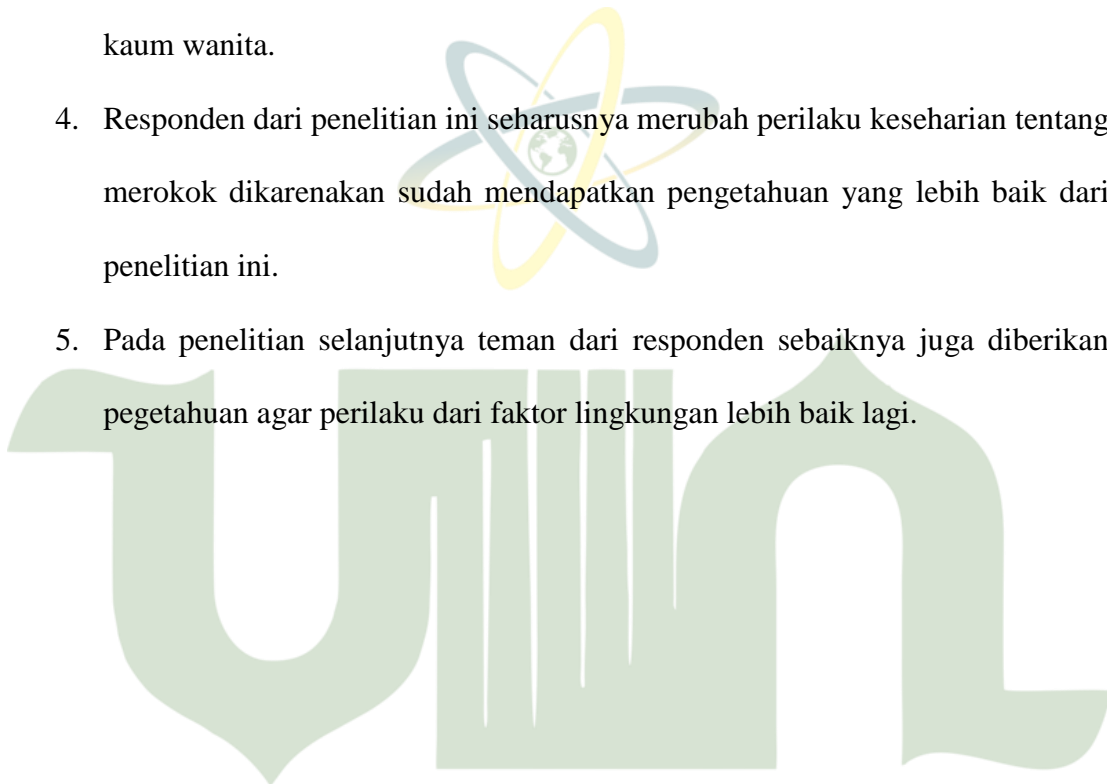 kaum wanita.
4. Responden dari penelitian ini seharusnya merubah perilaku keseharian tentang
merokok dikarenakan sudah mendapatkan pengetahuan yang lebih baik dari
penelitian ini.
5. Pada penelitian selanjutnya teman dari responden sebaiknya juga diberikan
pegetahuan agar perilaku dari faktor lingkungan lebih baik lagi.
UIN